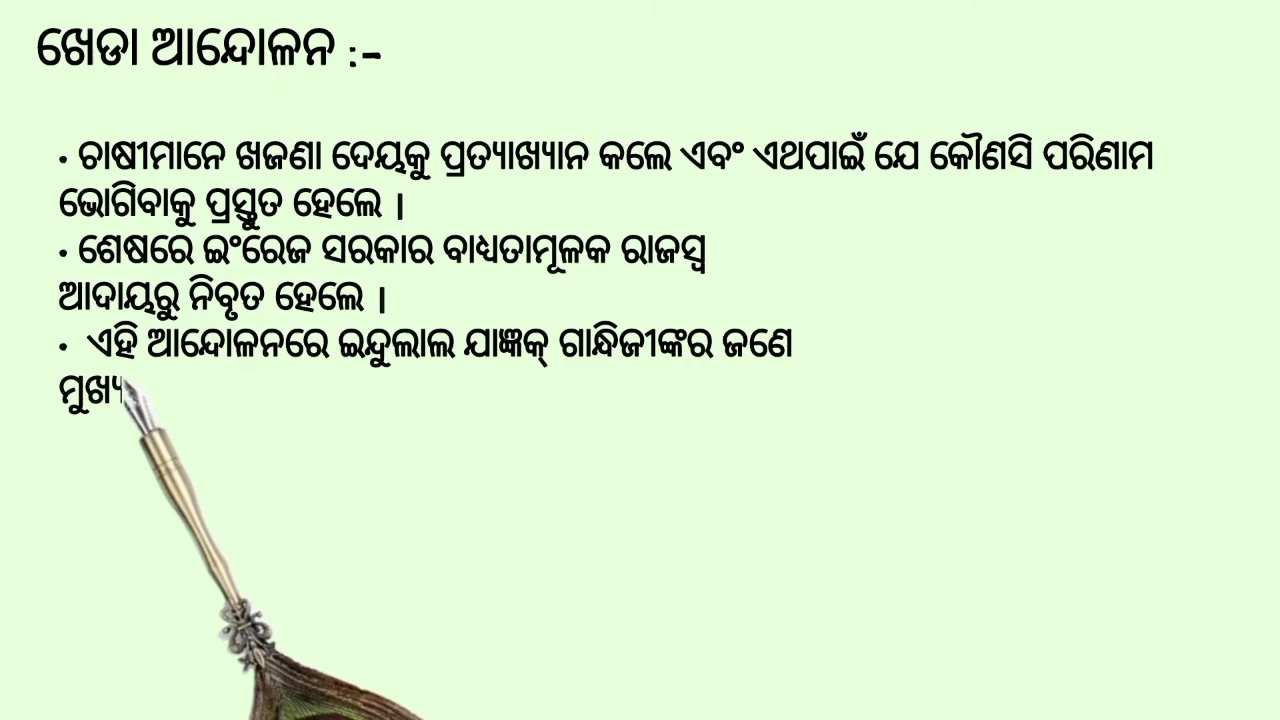 ଖେଡା ଆନ୍ଦୋଳନ :-
• ଚାଷୀମାନେ ଖଜଣା ଦେୟକୁ ପ୍ରତ୍ୟାଖ୍ୟାନ କଲେ ଏବଂ ଏଥପାଇଁ ଯେ କୌଣସି ପରିଣାମ
ଭୋଗିବାକୁ ପ୍ରସ୍ତୁତ ହେଲେ ।
• ଶେଷରେ ଇଂରେଜ ସରକାର ବାଧ୍ୟତାମୂଳକ ରାଜସ୍ୱ
ଆଦାୟରୁ ନିବୃତ ହେଲେ ।
• ଏହି ଆନ୍ଦୋଳନରେ ଇନ୍ଦୁଲାଲ ଯାଜ୍ଞିକ୍ ଗାନ୍ଧିଜୀଙ୍କର ଜଣେ
ମୁଖ୍ୟ